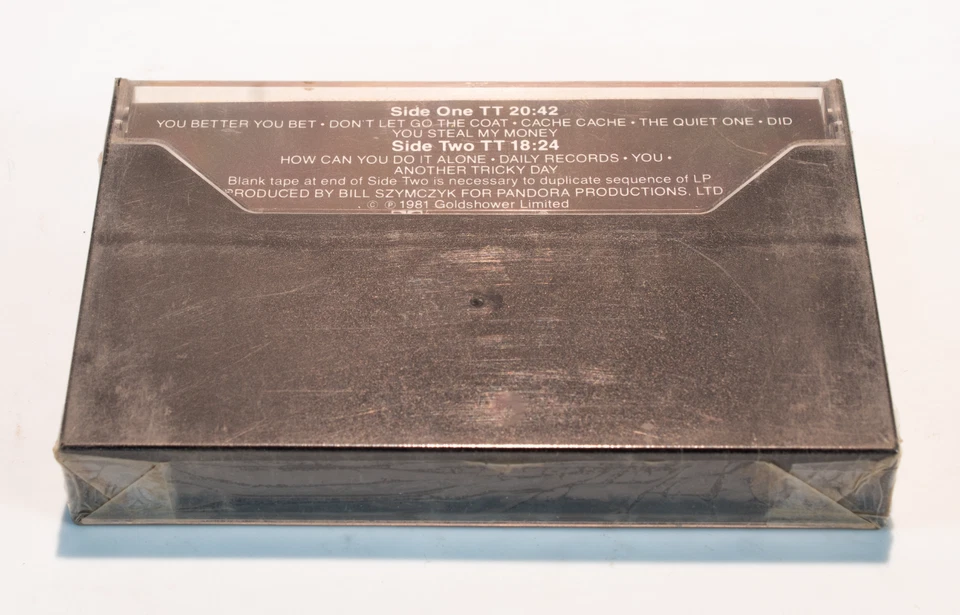 Side One TT 20:42
YOU BETTER YOU BET • DON'T LET GO THE COAT • CACHE CACHE • THE QUIET ONE • DID
YOU STEAL MY MONEY
Side Two TT 18:24
HOW CAN YOU DO IT ALONE • DAILY RECORDS • YOU •
ANOTHER TRICKY DAY
Blank tape at end of Side Two is necessary to duplicate sequence of LP
PRODUCED BY BILL SZYMCZYK FOR PANDORA PRODUCTIONS, LTD
© ℗ 1981 Goldshower Limited